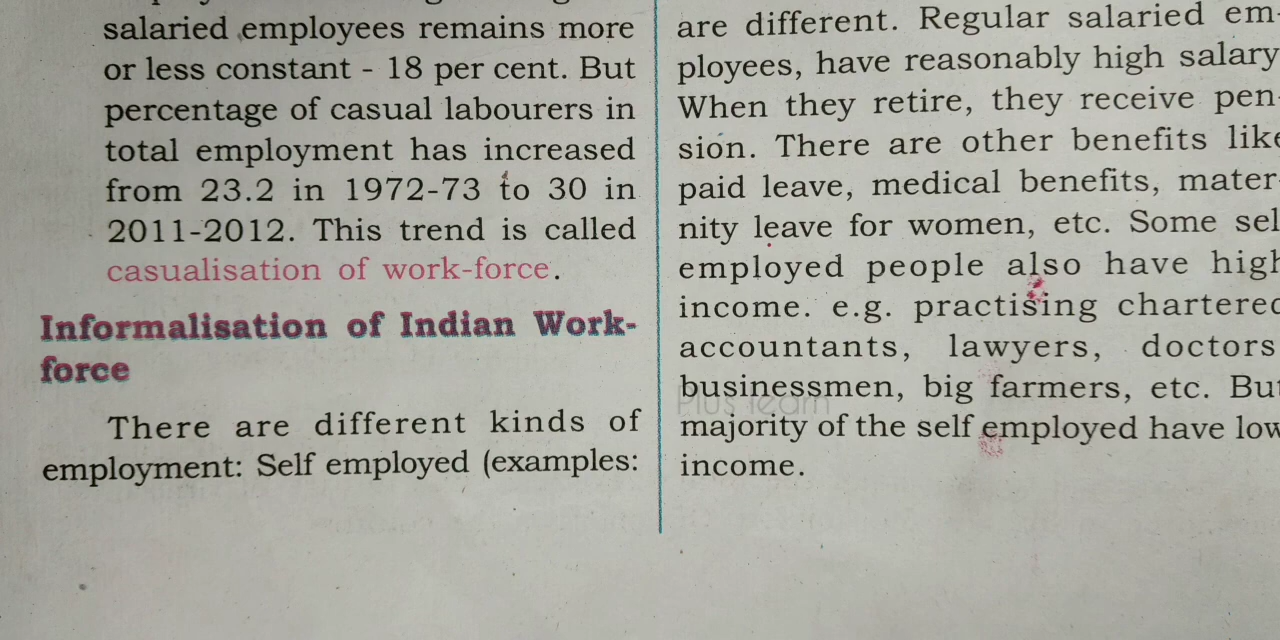 salaried employees remains more
or less constant - 18 per cent. But
percentage of casual labourers in
total employment has increased
from 23.2 in 1972-73 to 30 in
2011-2012. This trend is called
casualisation of work-force.
Informalisation of Indian Work-
force
There are different kinds of
employment: Self employed (examples:
are different. Regular salaried em-
ployees, have reasonably high salary
When they retire, they receive pen-
sion. There are other benefits like
paid leave, medical benefits, mater-
nity leave for women, etc. Some sel
employed people also have high
income. e.g. practising chartered
accountants, lawyers, doctors
businessmen, big farmers, etc. But
Plus team
majority of the self employed have low
income.